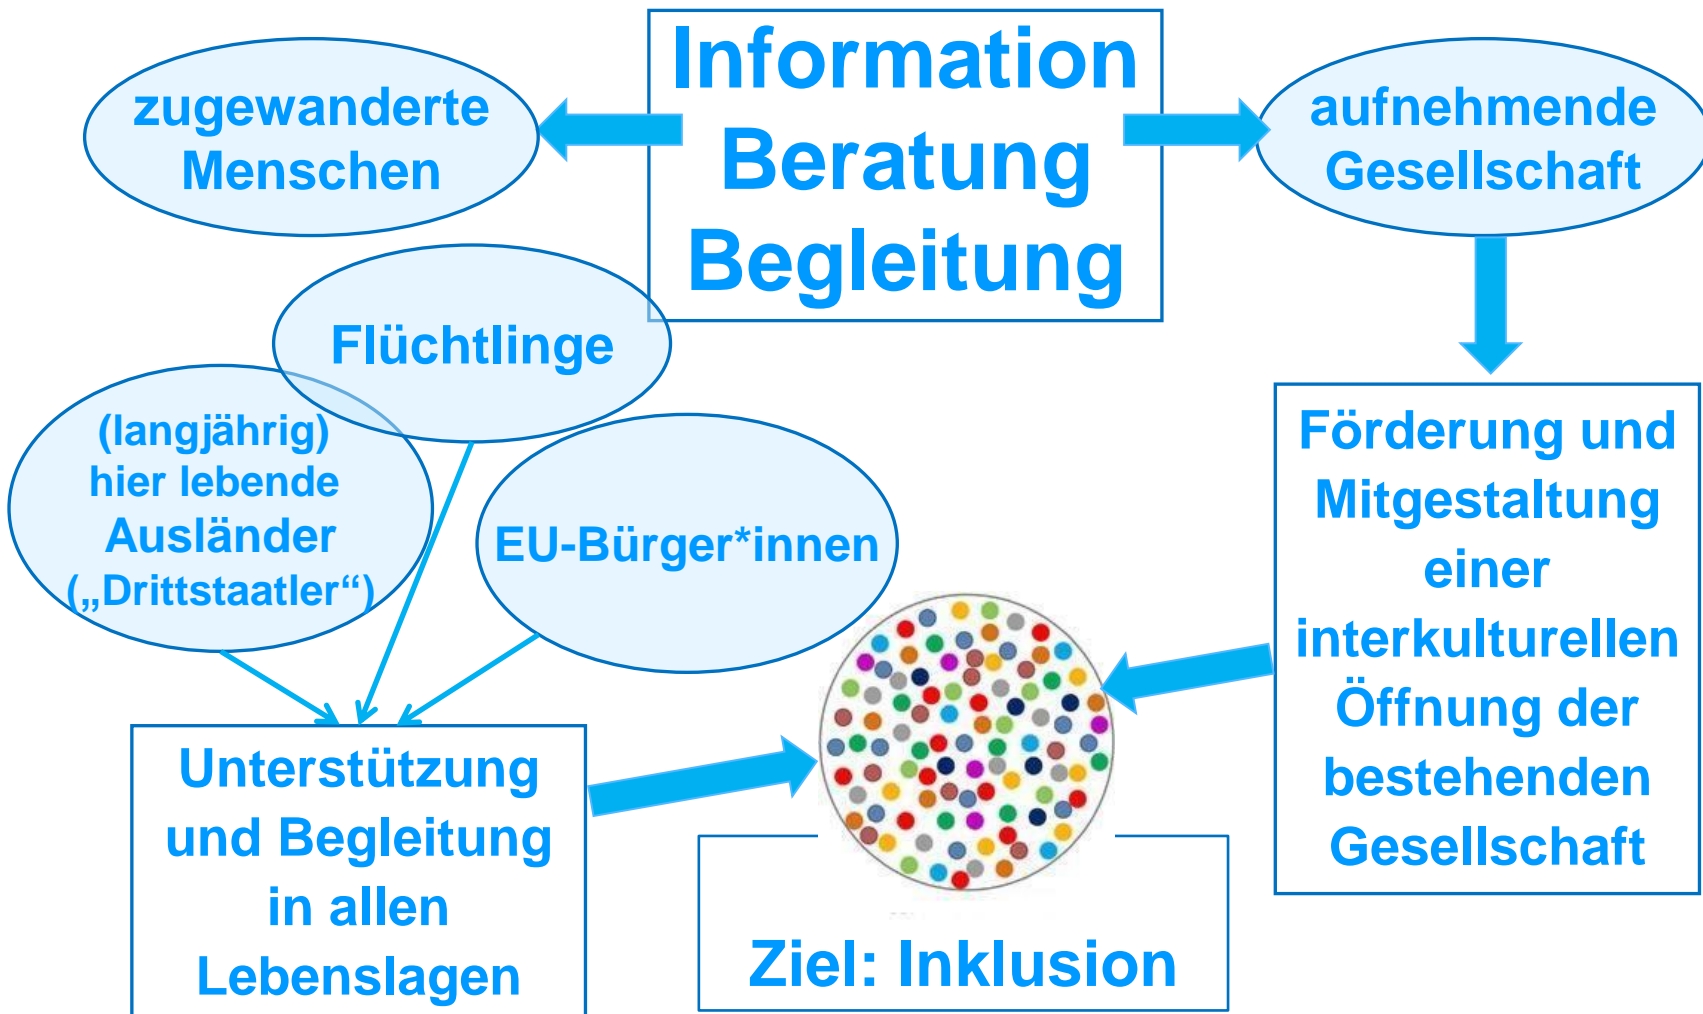 Information
Beratung
Begleitung
zugewanderte
Menschen
aufnehmende
Gesellschaft
Flüchtlinge
(langjährig)
hier lebende
Ausländer
(„Drittstaatler“)
EU-Bürger*innen
Förderung und
Mitgestaltung
einer
interkulturellen
Öffnung der
bestehenden
Gesellschaft
Unterstützung
und Begleitung
in allen
Lebenslagen
Ziel: Inklusion